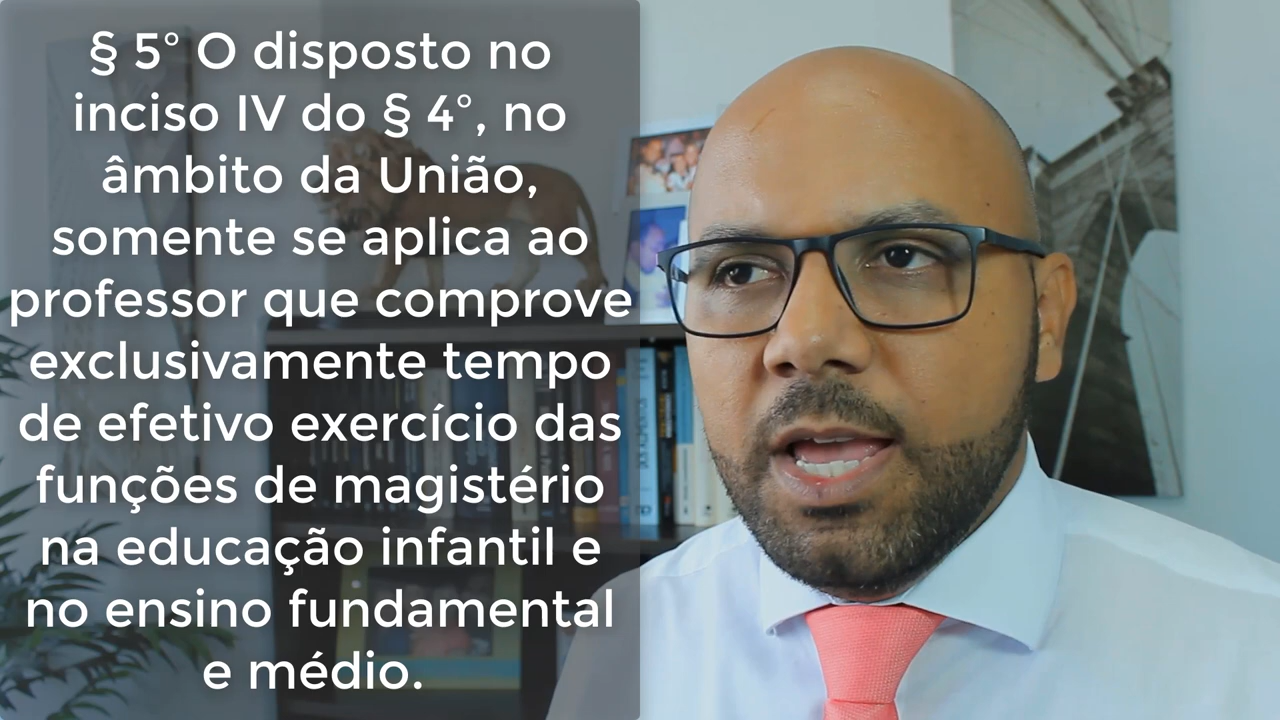 § 5° O disposto no
inciso IV do § 4°, no
âmbito da União,
somente se aplica ao
professor que comprove
exclusivamente tempo
de efetivo exercício das
funções de magistério
na educação infantil e
no ensino fundamental
e médio.